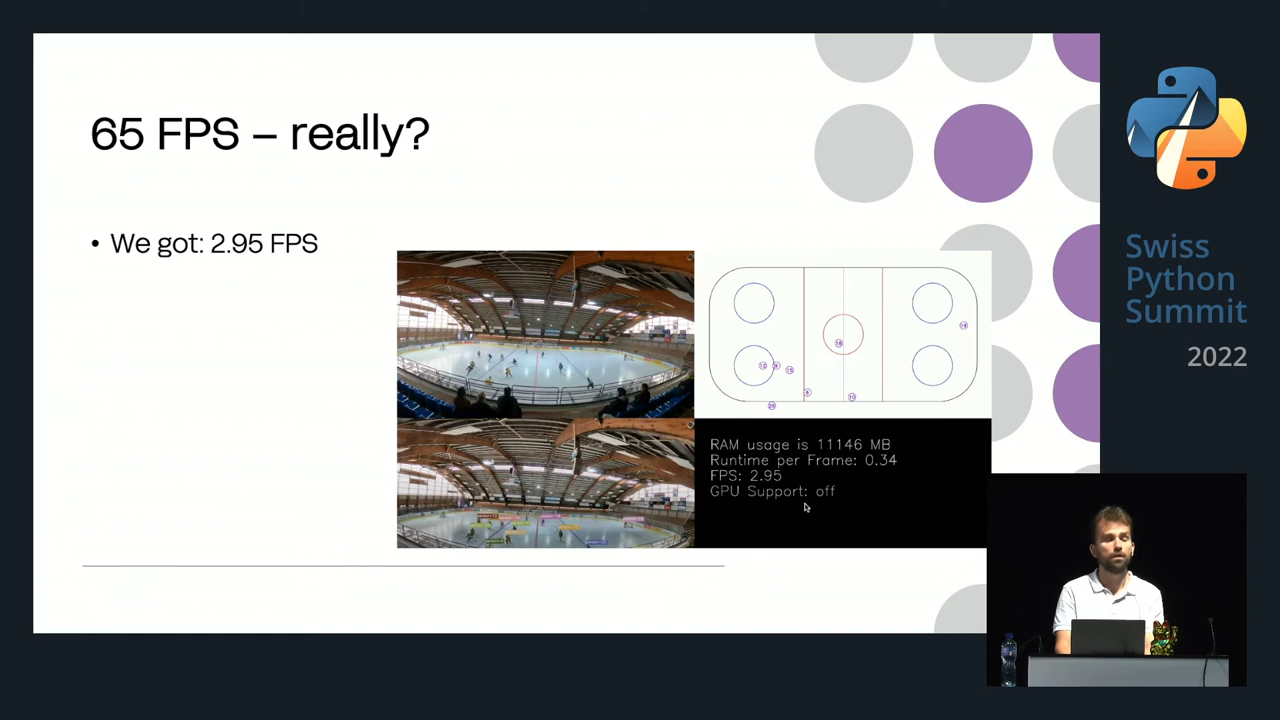 65 FPS – really?
• We got: 2.95 FPS
RAM usage is 11146 MB
Runtime per Frame: 0.34
FPS: 2.95
GPU Support: off
Swiss
Python
Summit
2022